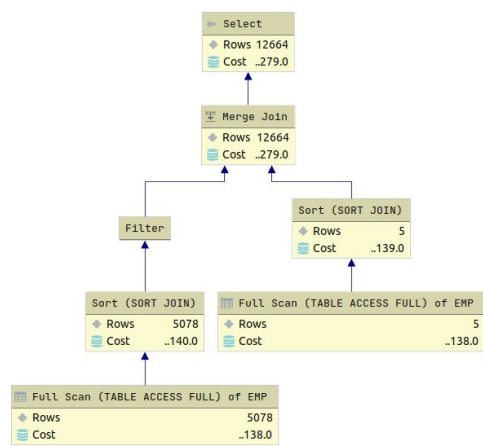 Select
Rows 12664
Cost ..279.0
Merge Join
Rows 12664
Cost ..279.0
Filter
Sort (SORT JOIN)
Rows 5
Cost ..139.0
Sort (SORT JOIN)
Rows 5078
Cost ..140.0
Full Scan (TABLE ACCESS FULL) of EMP
Rows 5
Cost ..138.0
Full Scan (TABLE ACCESS FULL) of EMP
Rows 5078
Cost ..138.0